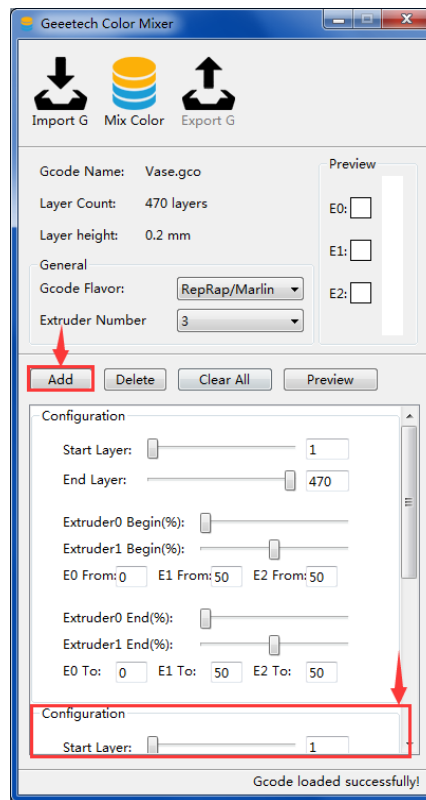 Geeetech Color Mixer
Import G Mix Color Export G
Gcode Name: Vase.gco
Layer Count: 470 layers
Layer height: 0.2 mm
Preview
E0:
E1:
E2:
General
Gcode Flavor: RepRap/Marlin
Extruder Number 3
Add Delete Clear All Preview
Configuration
Start Layer: 1
End Layer: 470
Extruder0 Begin(%):
Extruder1 Begin(%):
E0 From: 0 E1 From: 50 E2 From: 50
Extruder0 End(%):
Extruder1 End(%):
E0 To: 0 E1 To: 50 E2 To: 50
Configuration
Start Layer: 1
Gcode loaded successfully!